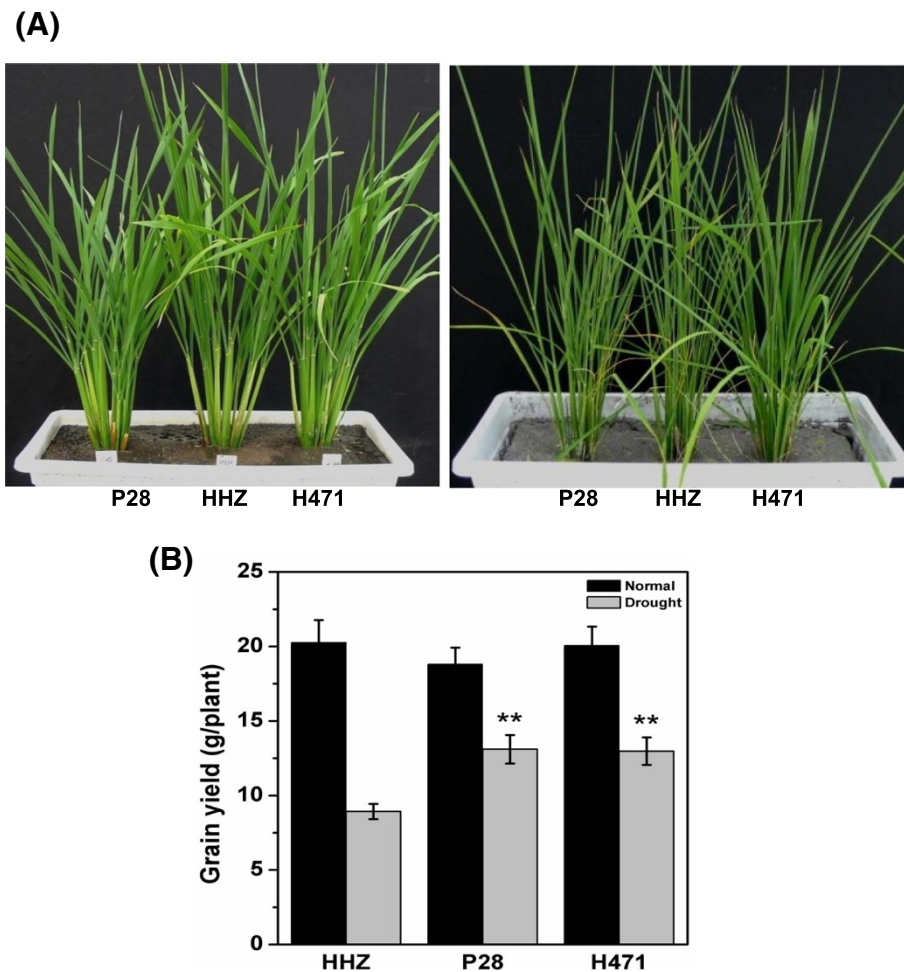 (A)
P28 HHZ H471
P28 HHZ H471
(B)
25
20
15
10
5
0
Grain yield (g/plant)
Normal
Drought
**
**
HHZ P28 H471